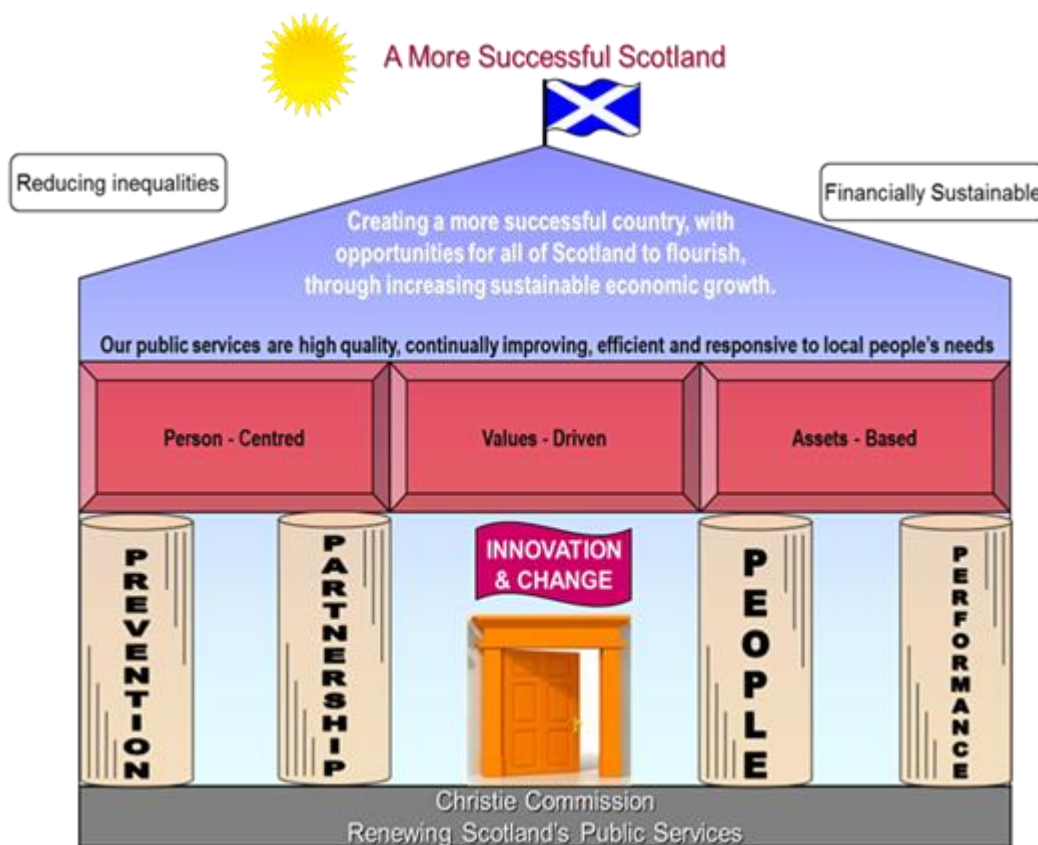 A More Successful Scotland
Reducing inequalities
Financially Sustainable
Creating a more successful country, with
opportunities for all of Scotland to flourish,
through increasing sustainable economic growth.
Our public services are high quality, continually improving, efficient and responsive to local people's needs
Person - Centred
Values - Driven
Assets - Based
PREVENTION
PARTNERSHIP
INNOVATION
& CHANGE
PEOPLE
PERFORMANCE
Christie Commission
Renewing Scotland's Public Services